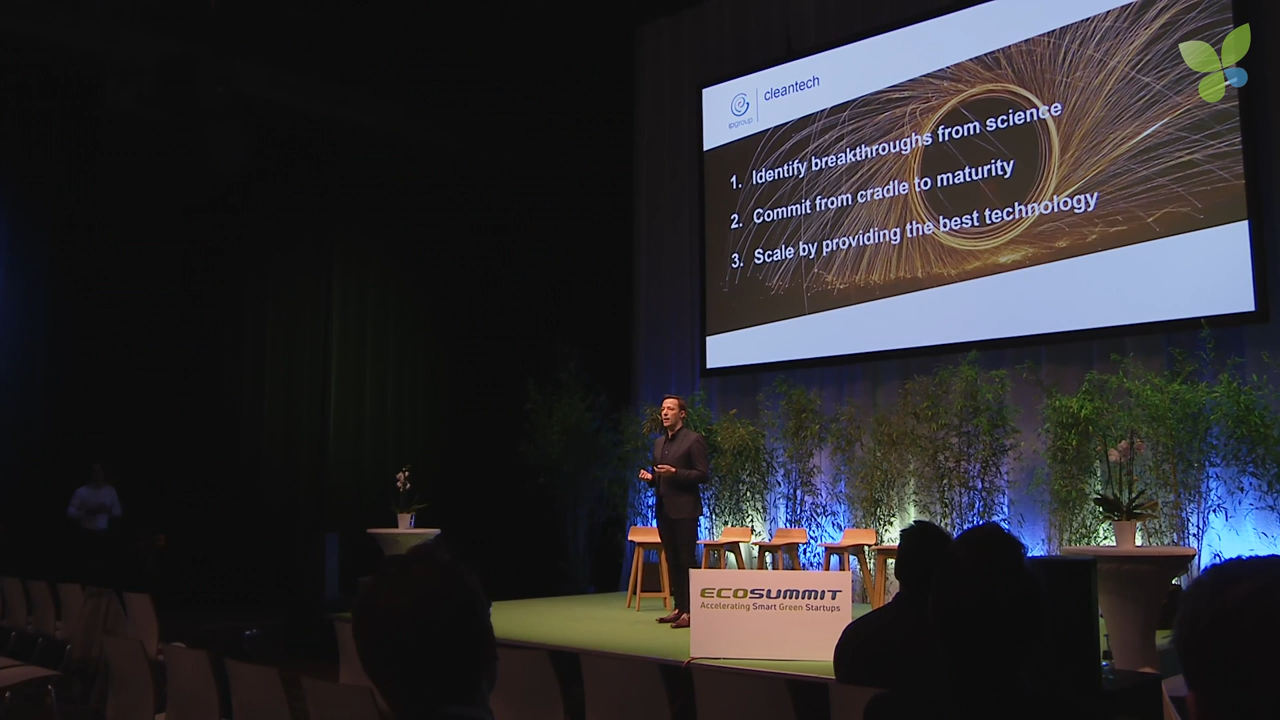 ipgroup
cleantech
1. Identify breakthroughs from science
2. Commit from cradle to maturity
3. Scale by providing the best technology
ECOSUMMIT
Accelerating Smart Green Startups